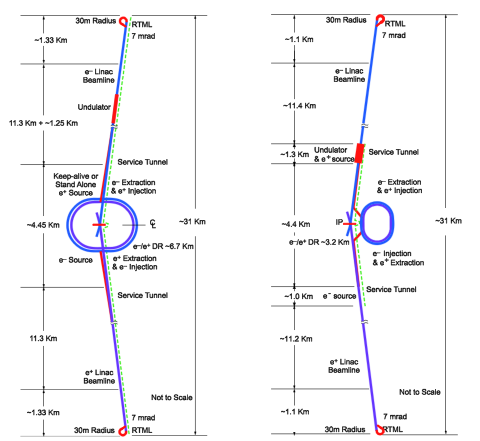 30m Radius
RTML
7 mrad
~1.33 Km
e– Linac
Beamline
Undulator
11.3 Km + ~1.25 Km
Service Tunnel
Keep-alive or
Stand Alone
e+ Source
e– Extraction
& e+ Injection
~4.45 Km
℄
~31 Km
e–/e+ DR ~6.7 Km
e– Source
e+ Extraction
& e– Injection
Service Tunnel
11.3 Km
e+ Linac
Beamline
Not to Scale
~1.33 Km
7 mrad
30m Radius
RTML
30m Radius
RTML
7 mrad
~1.1 Km
e– Linac
Beamline
~11.4 Km
~1.3 Km
Undulator
& e+ source
Service Tunnel
e– Extraction
& e+ Injection
~4.4 Km
IP
~31 Km
e–/e+ DR ~3.2 Km
e– Injection
& e+ Extraction
Service Tunnel
e– source
~1.0 Km
~11.2 Km
e+ Linac
Beamline
Not to Scale
~1.1 Km
7 mrad
30m Radius
RTML